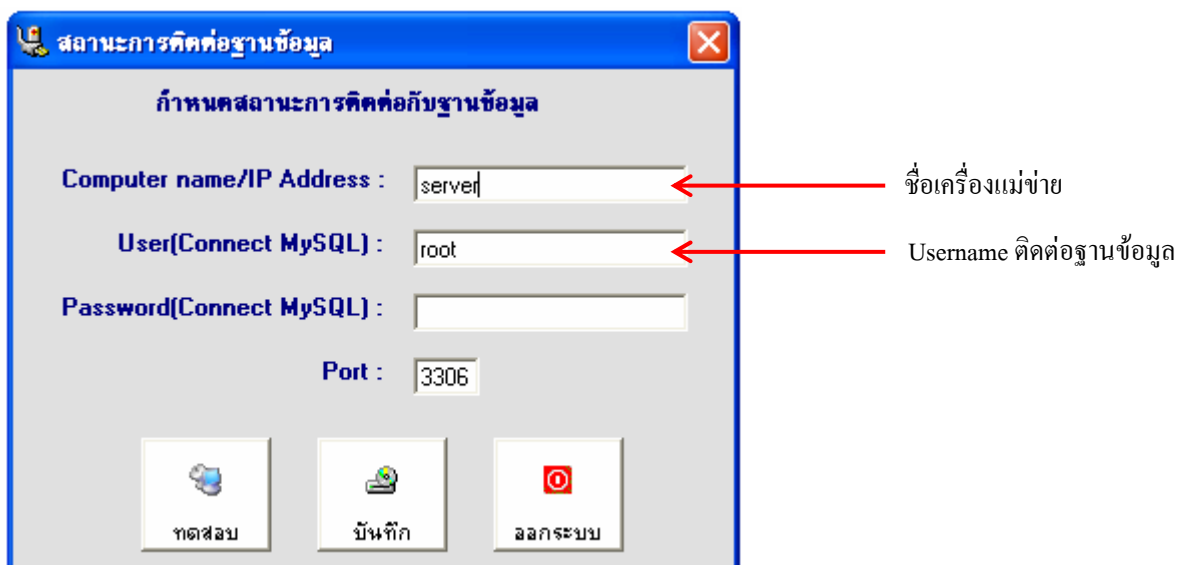 สถานะการติดต่อฐานข้อมูล
กำหนดสถานะการติดต่อกับฐานข้อมูล
Computer name/IP Address : server ชื่อเครื่องแม่ข่าย
User(Connect MySQL) : root Username ติดต่อฐานข้อมูล
Password(Connect MySQL) :
Port : 3306
ทดสอบ บันทึก ออกระบบ